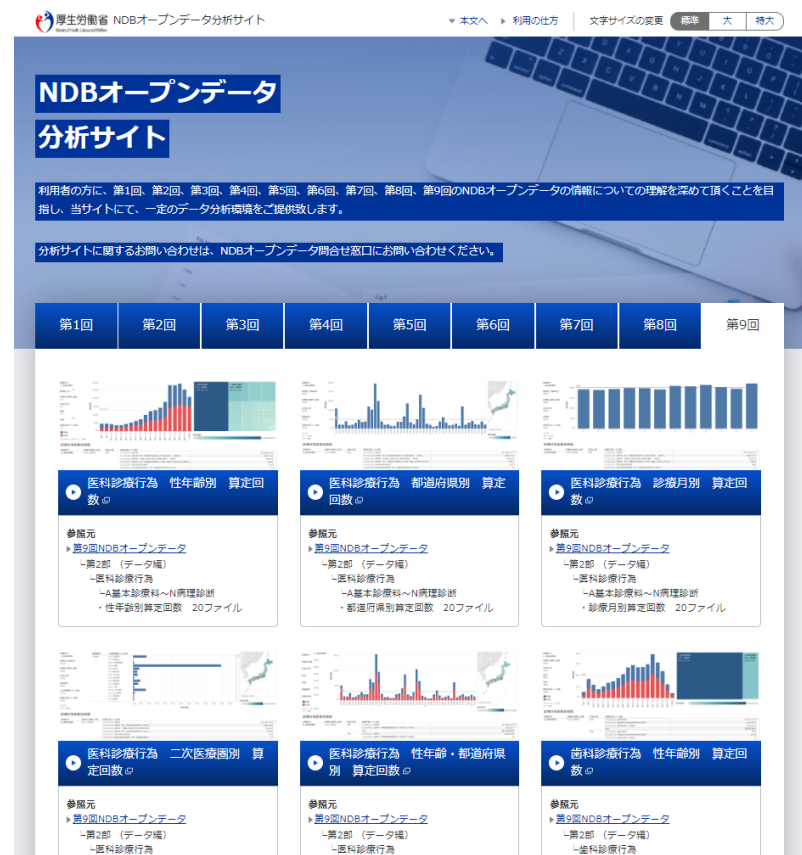 厚生労働省 NDBオープンデータ分析サイト
本文へ 利用の仕方 文字サイズの変更 標準 大 特大
NDBオープンデータ
分析サイト
利用者の方に、第1回、第2回、第3回、第4回、第5回、第6回、第7回、第8回、第9回のNDBオープンデータの情報についての理解を深めて頂くことを目
指し、当サイトにて、一定のデータ分析環境をご提供致します。
分析サイトに関するお問い合わせは、NDBオープンデータ問合せ窓口にお問い合わせください。
第1回 第2回 第3回 第4回 第5回 第6回 第7回 第8回 第9回
医科診療行為 性年齢別 算定回
数
参照元
第9回NDBオープンデータ
└第2部 （データ編）
└医科診療行為
└A基本診療料～N病理診断
・性年齢別算定回数 20ファイル
医科診療行為 都道府県別 算定
回数
参照元
第9回NDBオープンデータ
└第2部 （データ編）
└医科診療行為
└A基本診療料～N病理診断
・都道府県別算定回数 20ファイル
医科診療行為 診療月別 算定回
数
参照元
第9回NDBオープンデータ
└第2部 （データ編）
└医科診療行為
└A基本診療料～N病理診断
・診療月別算定回数 20ファイル
医科診療行為 二次医療圏別 算
定回数
参照元
第9回NDBオープンデータ
└第2部 （データ編）
└医科診療行為
医科診療行為 性年齢・都道府県
別 算定回数
参照元
第9回NDBオープンデータ
└第2部 （データ編）
└医科診療行為
歯科診療行為 性年齢別 算定回
数
参照元
第9回NDBオープンデータ
└第2部 （データ編）
└歯科診療行為